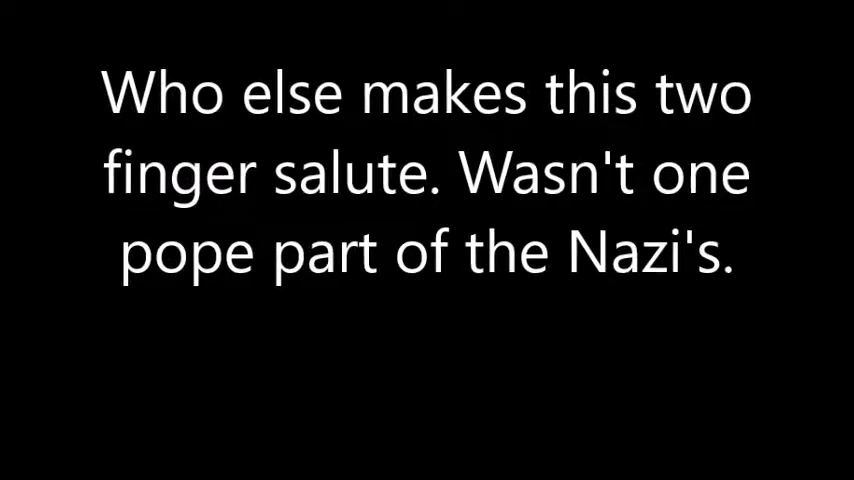 Who else makes this two
finger salute. Wasn't one
pope part of the Nazi's.